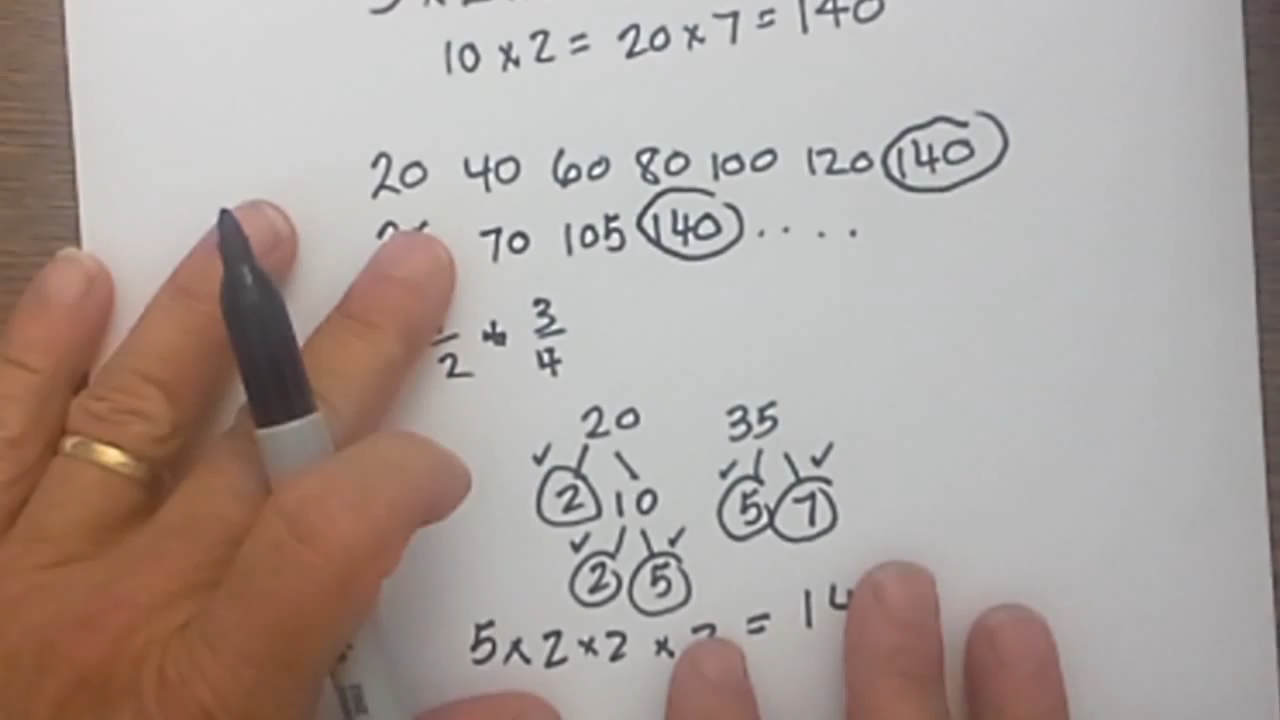 10 × 2 = 20 × 7 = 140
20 40 60 80 100 120 140
70 105 140 ....
2 + 3/4
20 35
2 10 5 7
2 5
5 × 2 × 2 × = 14